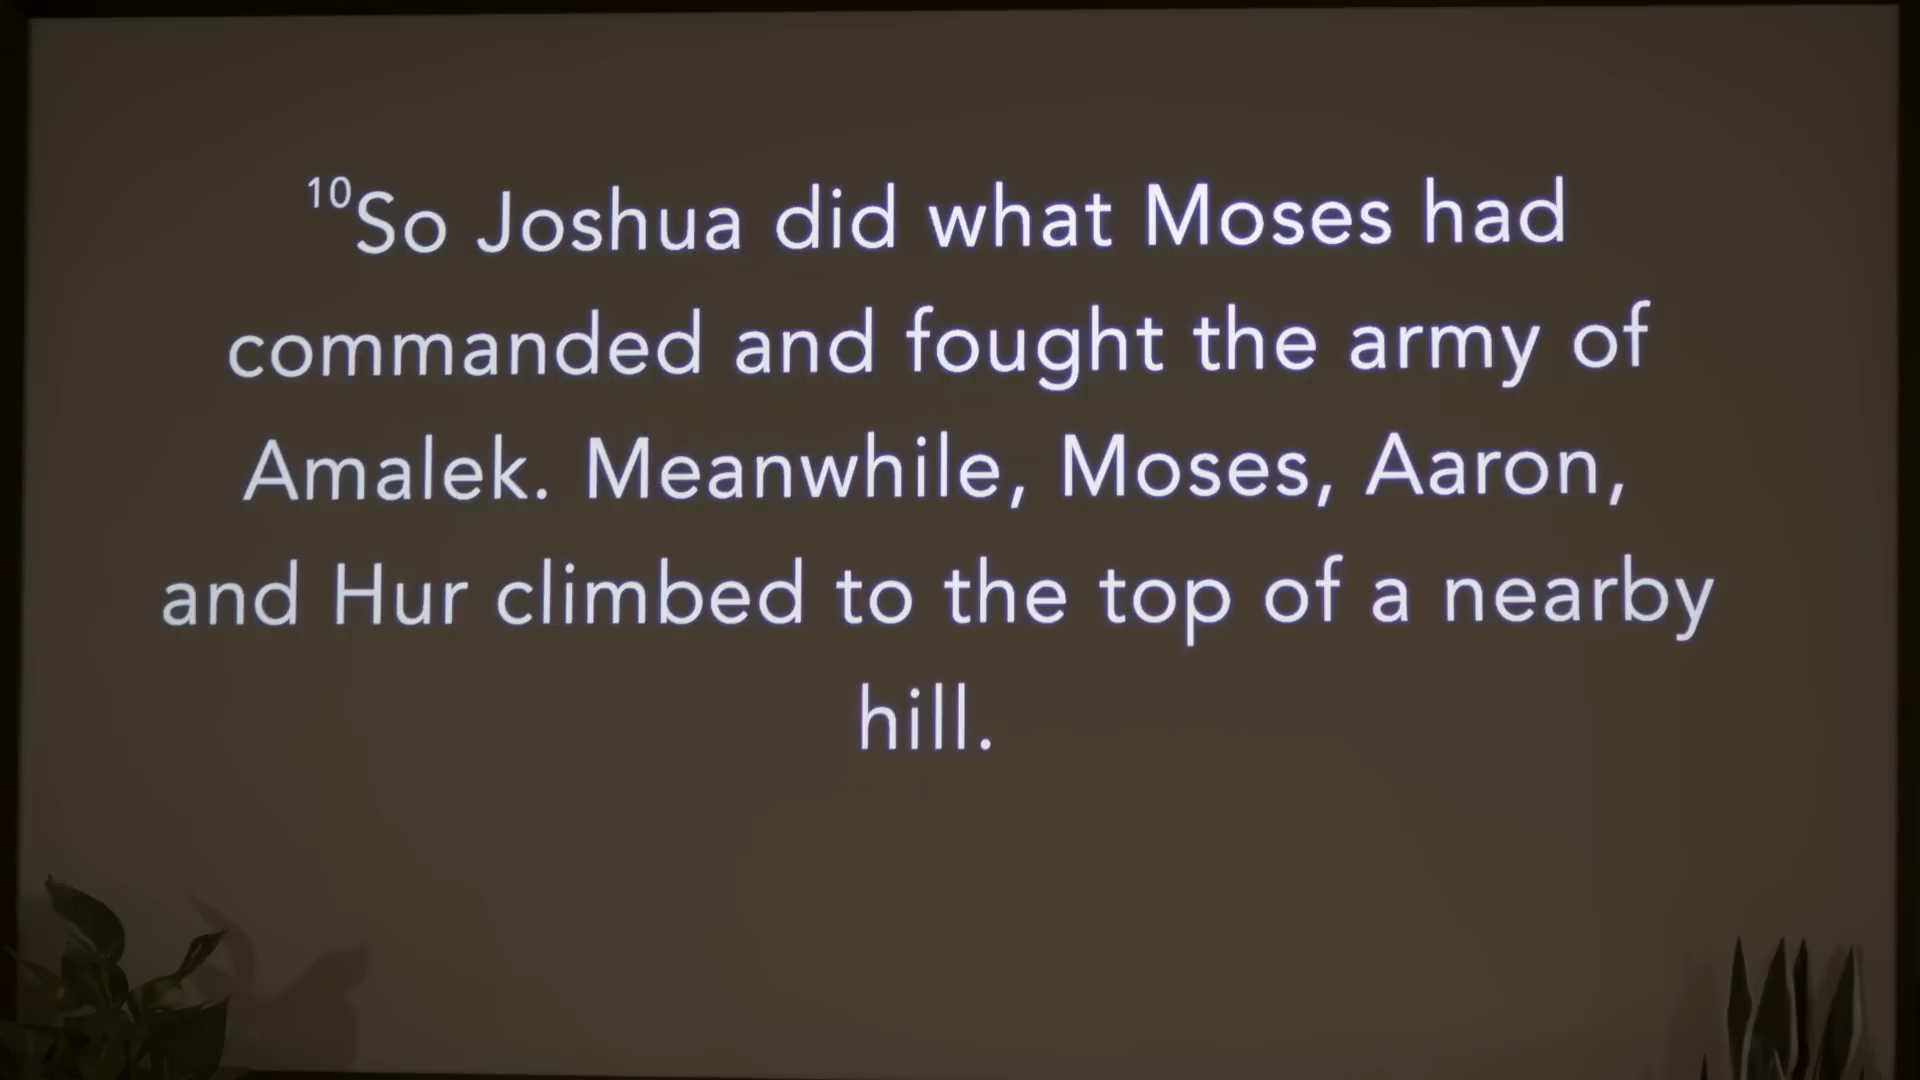 10So Joshua did what Moses had
commanded and fought the army of
Amalek. Meanwhile, Moses, Aaron,
and Hur climbed to the top of a nearby
hill.